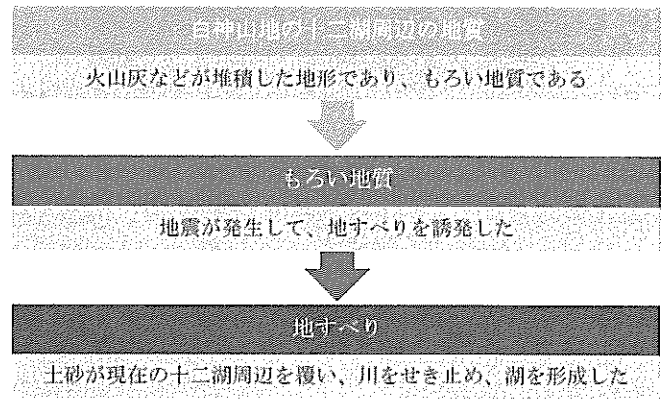 白神山地の十二湖周辺の地質
火山灰などが堆積した地形であり、もろい地質である
もろい地質
地震が発生して、地すべりを誘発した
地すべり
土砂が現在の十二湖周辺を覆い、川をせき止め、湖を形成した